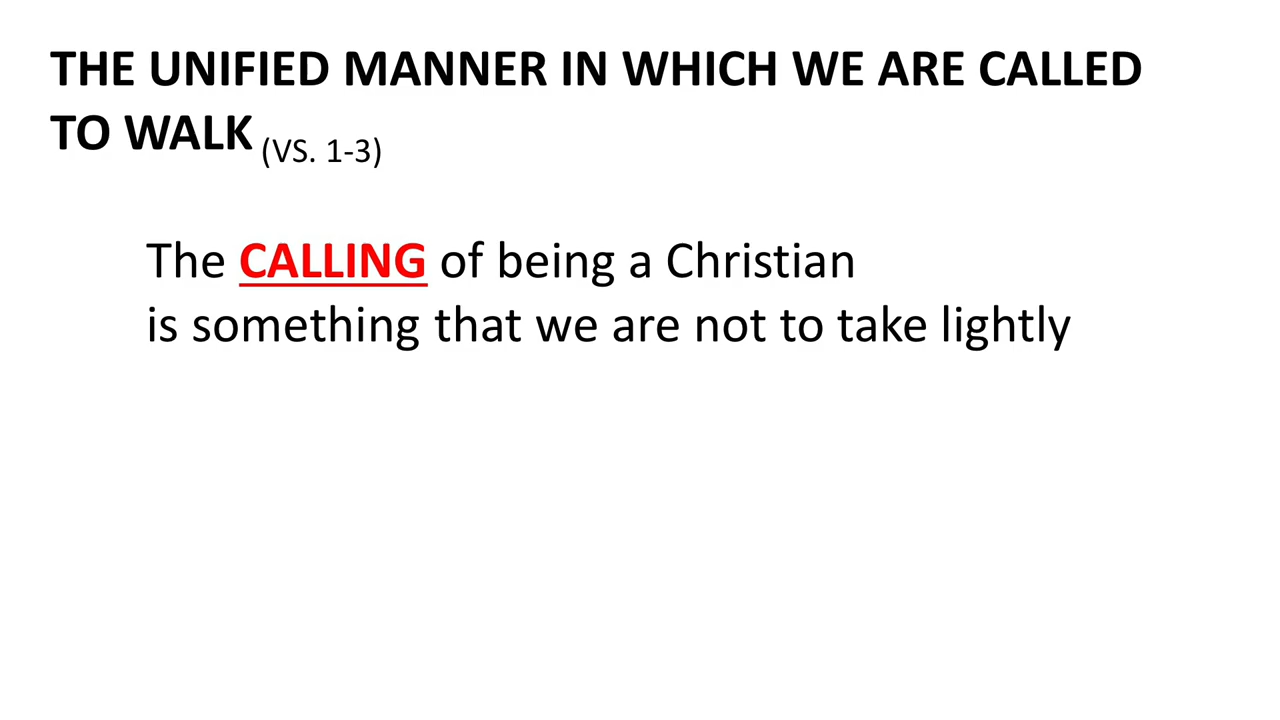 THE UNIFIED MANNER IN WHICH WE ARE CALLED
TO WALK (VS. 1-3)
The CALLING of being a Christian
is something that we are not to take lightly